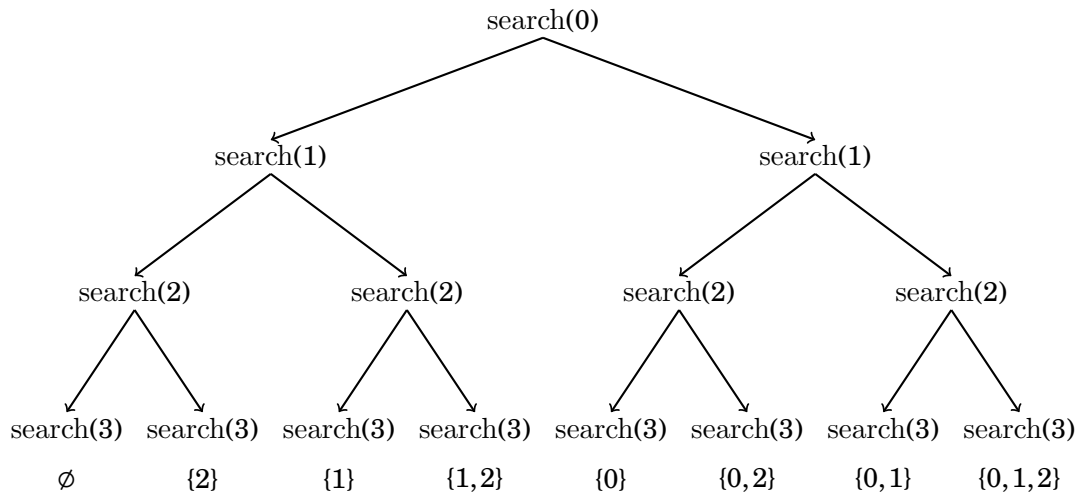 search(0)
search(1) search(1)
search(2) search(2) search(2) search(2)
search(3) search(3) search(3) search(3) search(3) search(3) search(3) search(3)
∅ {2} {1} {1,2} {0} {0,2} {0,1} {0,1,2}